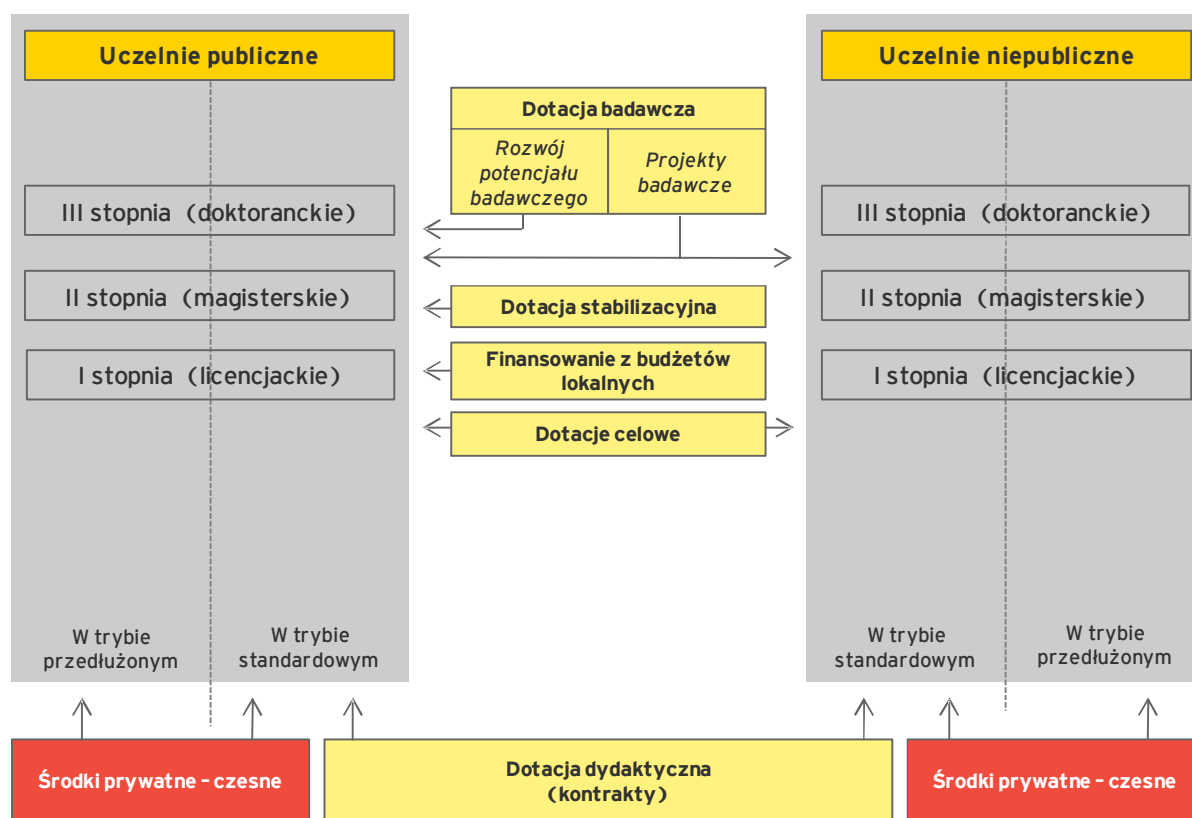 Uczelnie publiczne
III stopnia (doktoranckie)
II stopnia (magisterskie)
I stopnia (licencjackie)
W trybie
przedłużonym
W trybie
standardowym
Dotacja badawcza
Rozwój
potencjału
badawczego
Projekty
badawcze
Dotacja stabilizacyjna
Finansowanie z budżetów
lokalnych
Dotacje celowe
Uczelnie niepubliczne
III stopnia (doktoranckie)
II stopnia (magisterskie)
I stopnia (licencjackie)
W trybie
standardowym
W trybie
przedłużonym
Środki prywatne – czesne
Dotacja dydaktyczna
(kontrakty)
Środki prywatne – czesne